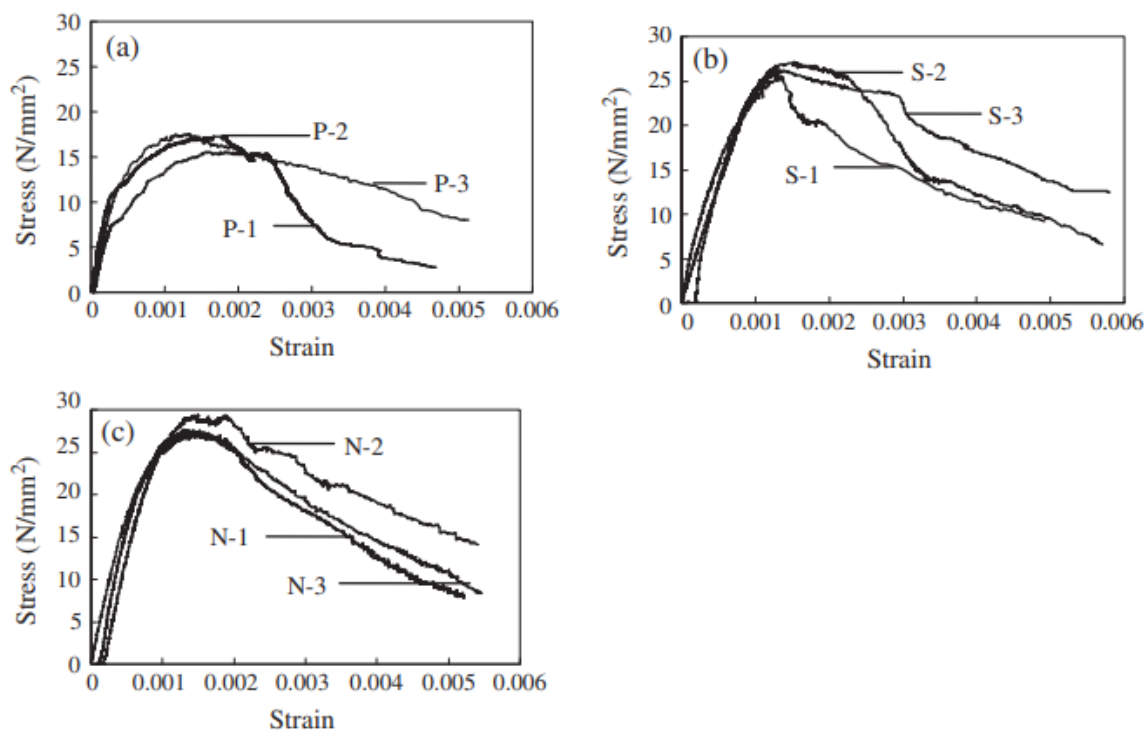 (a)
Stress (N/mm²)
30
25
20
15
10
5
0
P-2
P-3
P-1
0 0.001 0.002 0.003 0.004 0.005 0.006
Strain
(b)
Stress (N/mm²)
30
25
20
15
10
5
0
S-2
S-3
S-1
0 0.001 0.002 0.003 0.004 0.005 0.006
Strain
(c)
Stress (N/mm²)
30
25
20
15
10
5
0
N-2
N-1
N-3
0 0.001 0.002 0.003 0.004 0.005 0.006
Strain